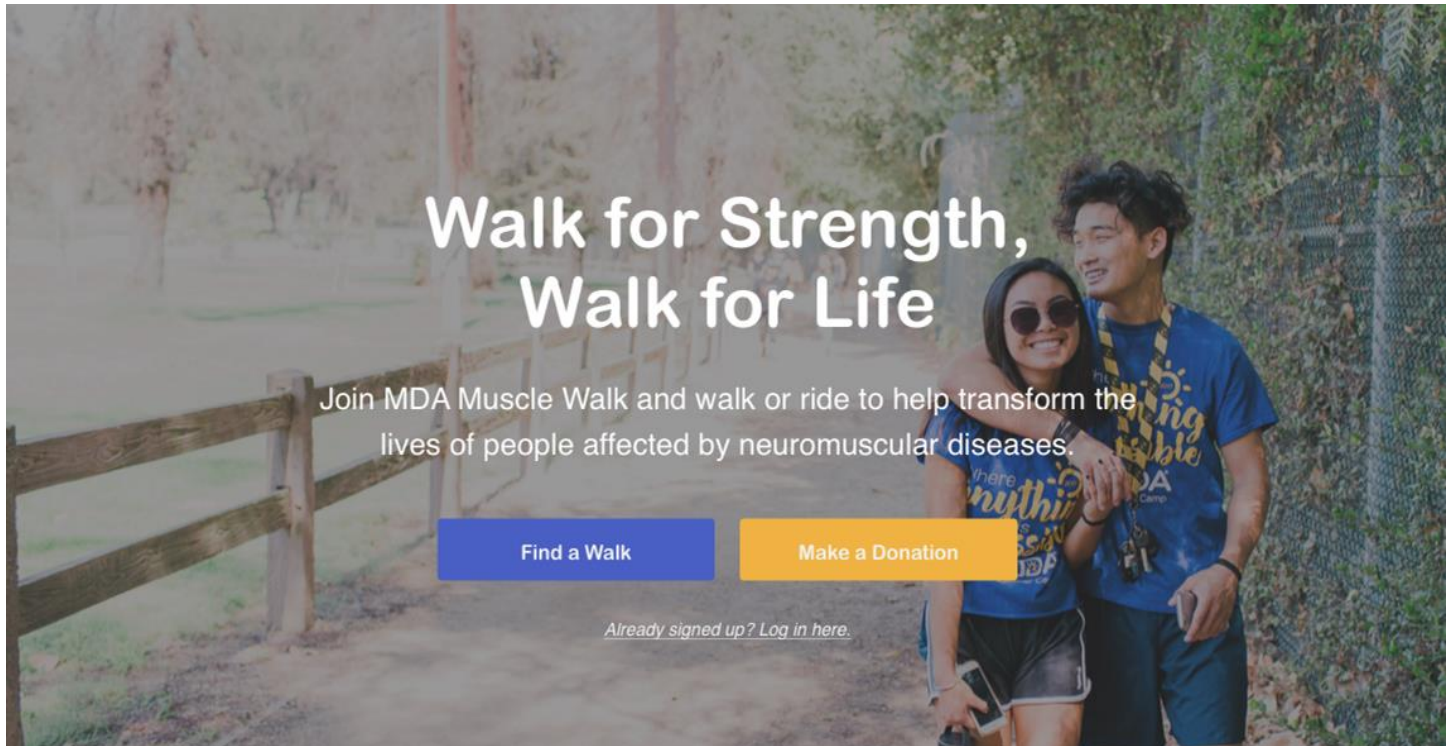 Walk for Strength,
Walk for Life
Join MDA Muscle Walk and walk or ride to help transform the
lives of people affected by neuromuscular diseases.
Find a Walk
Make a Donation
Already signed up? Log in here.